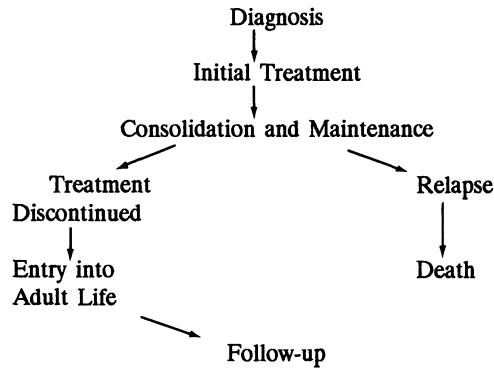 Diagnosis
Initial Treatment
Consolidation and Maintenance
Treatment
Discontinued
Relapse
Entry into
Adult Life
Death
Follow-up